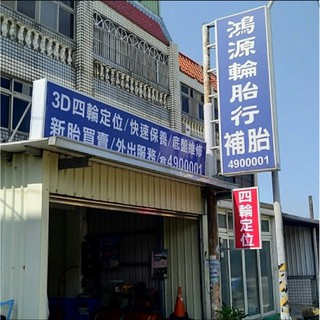 鴻源輪胎行
補胎
4900001
3D四輪定位/快速保養/底盤維修
新胎買賣/外出服務/☎4900001
四輪定位